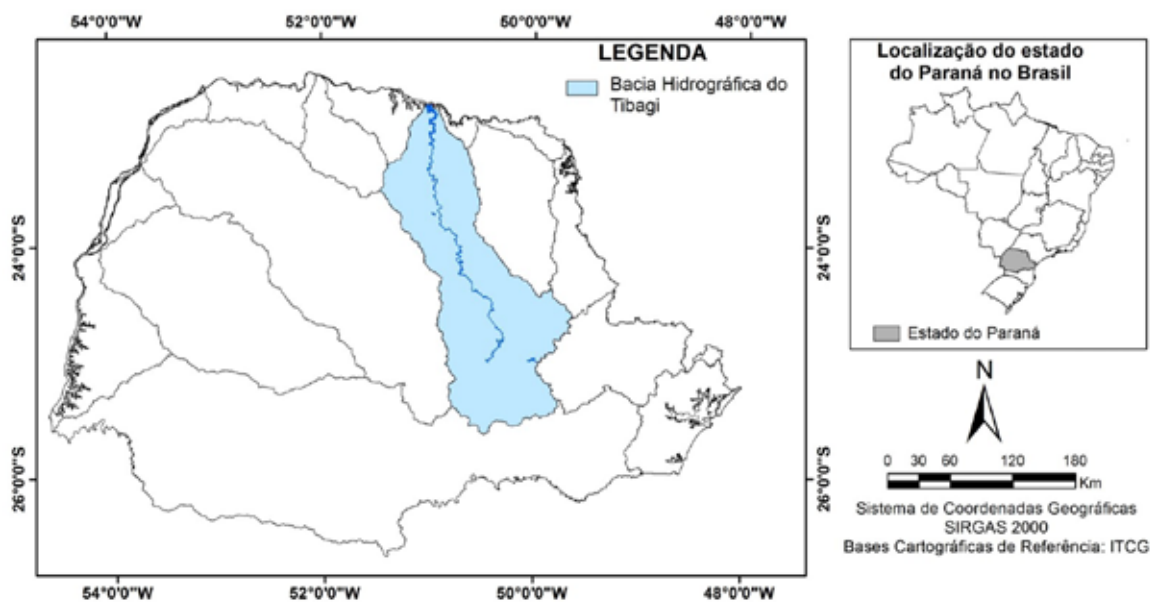 54°0'0"W 52°0'0"W 50°0'0"W 48°0'0"W
LEGENDA
Bacia Hidrográfica do
Tibagi
24°0'0"S
26°0'0"S
24°0'0"S
26°0'0"S
54°0'0"W 52°0'0"W 50°0'0"W 48°0'0"W
Localização do estado
do Paraná no Brasil
Estado do Paraná
N
0 30 60 120 180
Km
Sistema de Coordenadas Geográficas
SIRGAS 2000
Bases Cartográficas de Referência: ITCG